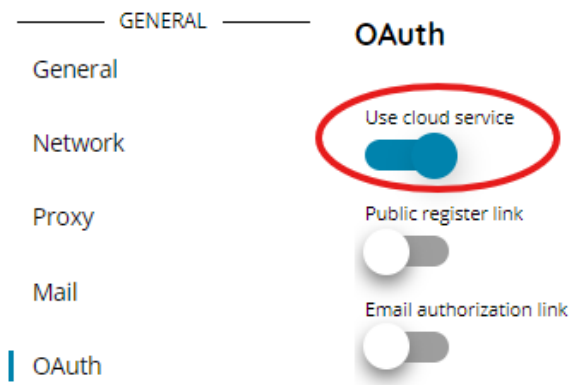 GENERAL
General
Network
Proxy
Mail
OAuth
OAuth
Use cloud service
Public register link
Email authorization link